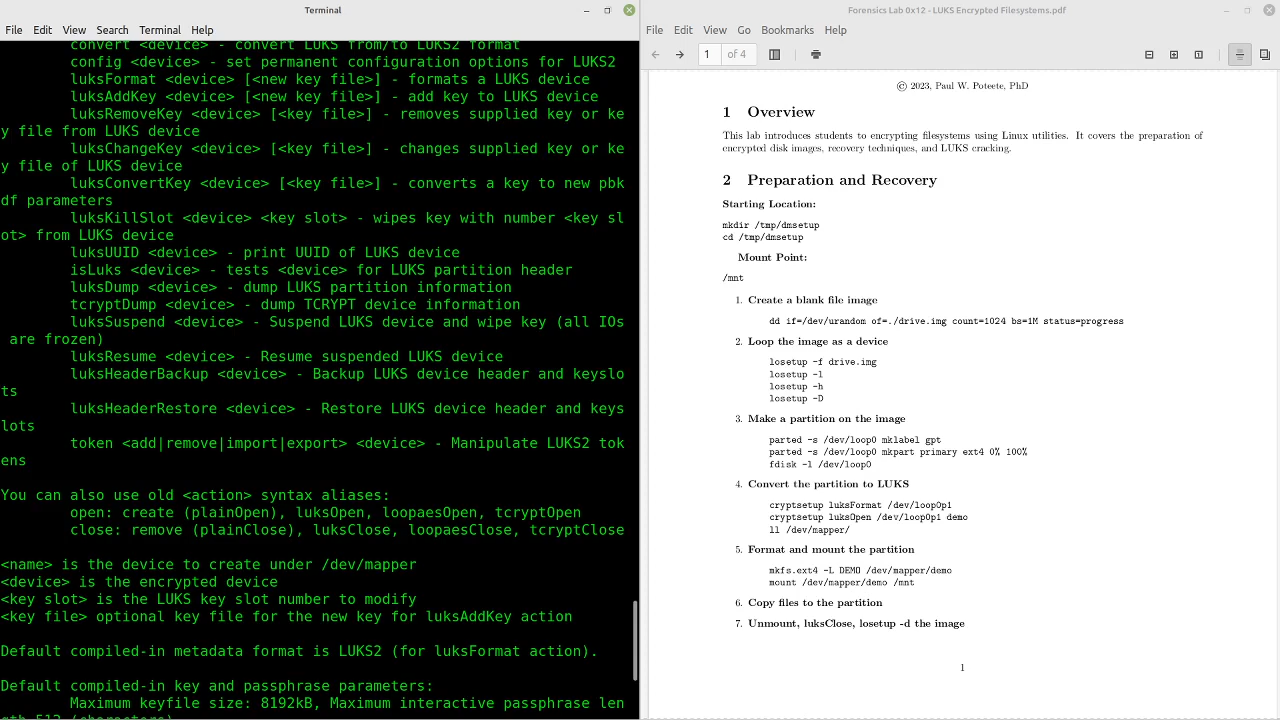 Terminal
File Edit View Search Terminal Help
convert <device> - convert LUKS from/to LUKS2 format
config <device> - set permanent configuration options for LUKS2
luksFormat <device> [<new key file>] - formats a LUKS device
luksAddKey <device> [<new key file>] - add key to LUKS device
luksRemoveKey <device> [<key file>] - removes supplied key or ke
y file from LUKS device
luksChangeKey <device> [<key file>] - changes supplied key or ke
y file of LUKS device
luksConvertKey <device> [<key file>] - converts a key to new pbk
df parameters
luksKillSlot <device> <key slot> - wipes key with number <key sl
ot> from LUKS device
luksUUID <device> - print UUID of LUKS device
isLuks <device> - tests <device> for LUKS partition header
luksDump <device> - dump LUKS partition information
tcryptDump <device> - dump TCRYPT device information
luksSuspend <device> - Suspend LUKS device and wipe key (all IOs
are frozen)
luksResume <device> - Resume suspended LUKS device
luksHeaderBackup <device> - Backup LUKS device header and keyslo
ts
luksHeaderRestore <device> - Restore LUKS device header and keys
lots
token <add|remove|import|export> <device> - Manipulate LUKS2 tok
ens
You can also use old <action> syntax aliases:
open: create (plainOpen), luksOpen, loopaesOpen, tcryptOpen
close: remove (plainClose), luksClose, loopaesClose, tcryptClose
<name> is the device to create under /dev/mapper
<device> is the encrypted device
<key slot> is the LUKS key slot number to modify
<key file> optional key file for the new key for luksAddKey action
Default compiled-in metadata format is LUKS2 (for luksFormat action).
Default compiled-in key and passphrase parameters:
Maximum keyfile size: 8192kB, Maximum interactive passphrase len
gth 512 (characters)
Forensics Lab 0x12 - LUKS Encrypted Filesystems.pdf
File Edit View Go Bookmarks Help
1 of 4
© 2023, Paul W. Poteete, PhD
1 Overview
This lab introduces students to encrypting filesystems using Linux utilities. It covers the preparation of
encrypted disk images, recovery techniques, and LUKS cracking.
2 Preparation and Recovery
Starting Location:
mkdir /tmp/dmsetup
cd /tmp/dmsetup
Mount Point:
/mnt
1. Create a blank file image
dd if=/dev/urandom of=./drive.img count=1024 bs=1M status=progress
2. Loop the image as a device
losetup -f drive.img
losetup -l
losetup -h
losetup -D
3. Make a partition on the image
parted -s /dev/loop0 mklabel gpt
parted -s /dev/loop0 mkpart primary ext4 0% 100%
fdisk -l /dev/loop0
4. Convert the partition to LUKS
cryptsetup luksFormat /dev/loop0p1
cryptsetup luksOpen /dev/loop0p1 demo
ll /dev/mapper/
5. Format and mount the partition
mkfs.ext4 -L DEMO /dev/mapper/demo
mount /dev/mapper/demo /mnt
6. Copy files to the partition
7. Unmount, luksClose, losetup -d the image
1